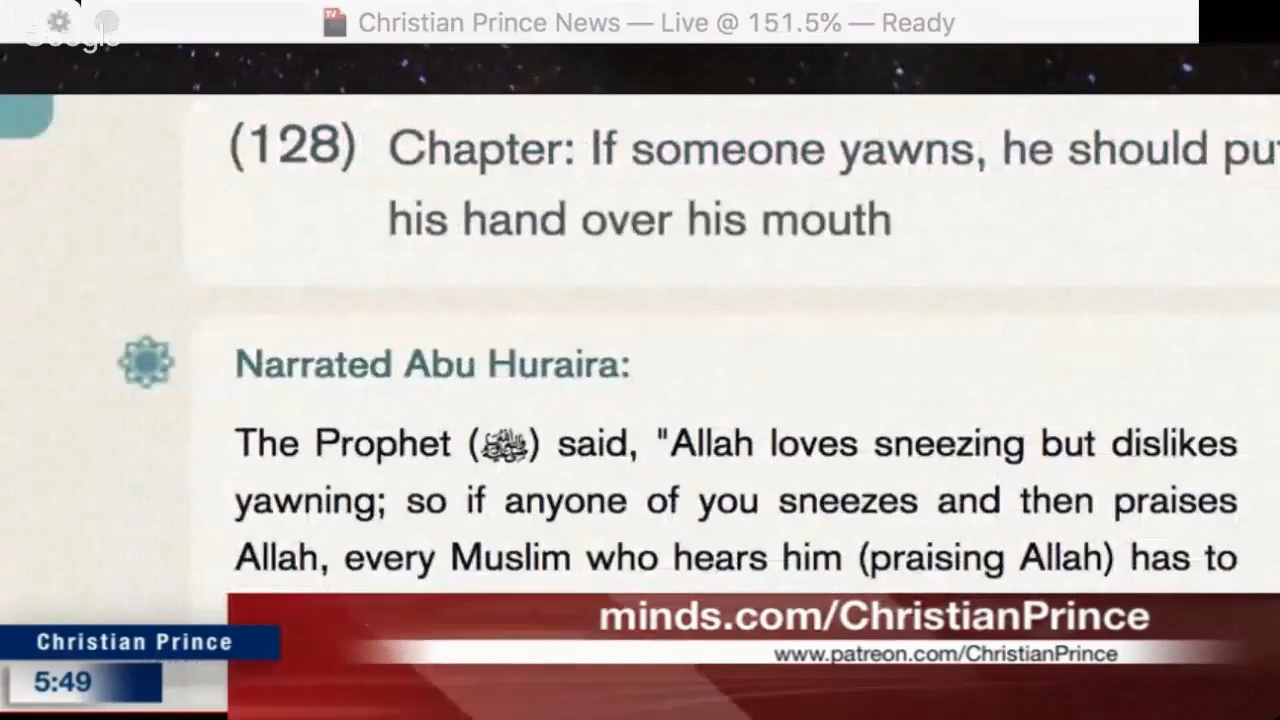 Christian Prince News — Live @ 151.5% — Ready
Google
(128) Chapter: If someone yawns, he should put
his hand over his mouth
Narrated Abu Huraira:
The Prophet (ﷺ) said, "Allah loves sneezing but dislikes
yawning; so if anyone of you sneezes and then praises
Allah, every Muslim who hears him (praising Allah) has to
minds.com/ChristianPrince
www.patreon.com/ChristianPrince
Christian Prince
5:49